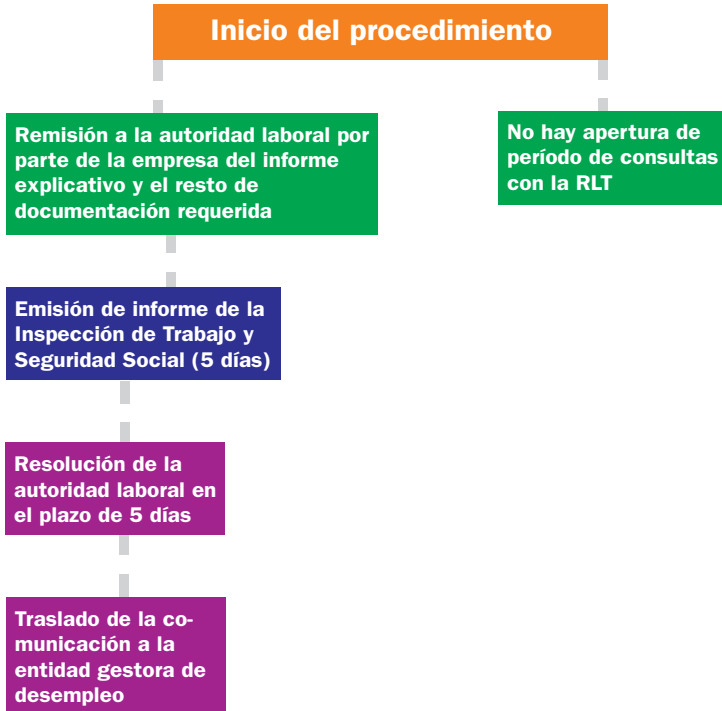 Inicio del procedimiento
Remisión a la autoridad laboral por
parte de la empresa del informe
explicativo y el resto de
documentación requerida
No hay apertura de
período de consultas
con la RLT
Emisión de informe de la
Inspección de Trabajo y
Seguridad Social (5 días)
Resolución de la
autoridad laboral en
el plazo de 5 días
Traslado de la co-
municación a la
entidad gestora de
desempleo